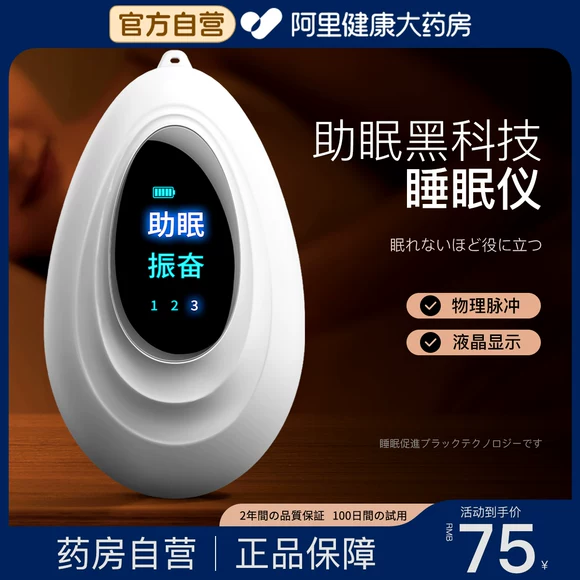 官方自营 阿里健康大药房
助眠黑科技
睡眠仪
眠れないほど役に立つ
物理脉冲
液晶显示
助眠
振奋
1 2 3
睡眠促進ブラックテクノロジーです
2年間の品質保証 100日間の試用
活动到手价
RMB 75 ¥
药房自营 正品保障